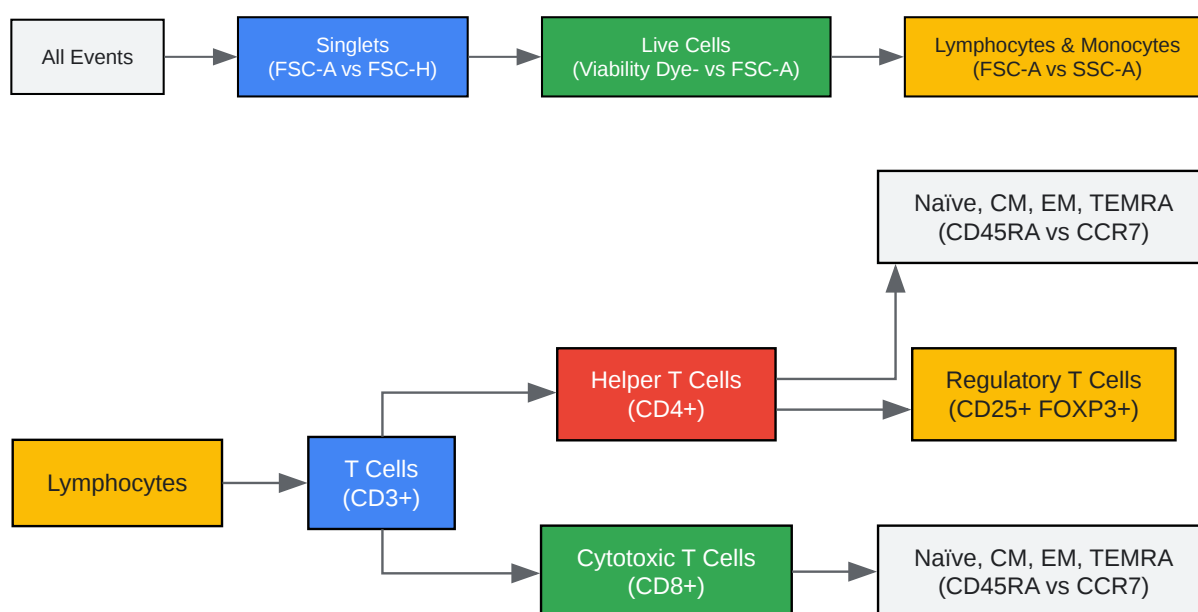 All Events
Singlets
(FSC-A vs FSC-H)
Live Cells
(Viability Dye- vs FSC-A)
Lymphocytes & Monocytes
(FSC-A vs SSC-A)
Naïve, CM, EM, TEMRA
(CD45RA vs CCR7)
Helper T Cells
(CD4+)
Regulatory T Cells
(CD25+ FOXP3+)
Lymphocytes
T Cells
(CD3+)
Cytotoxic T Cells
(CD8+)
Naïve, CM, EM, TEMRA
(CD45RA vs CCR7)